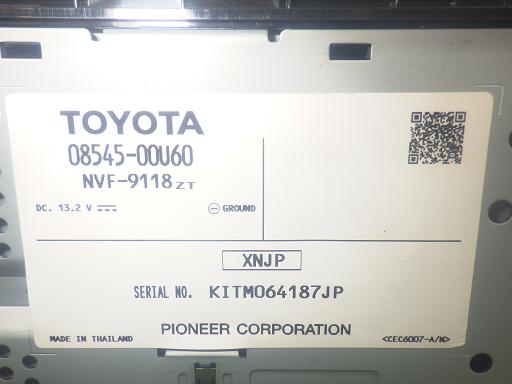 TOYOTA
08545-00U60
NVF-9118ZT
DC. 13.2 V
GROUND
XNJP
SERIAL NO. KITM064187JP
PIONEER CORPORATION
MADE IN THAILAND
<CEC6007-A/N>